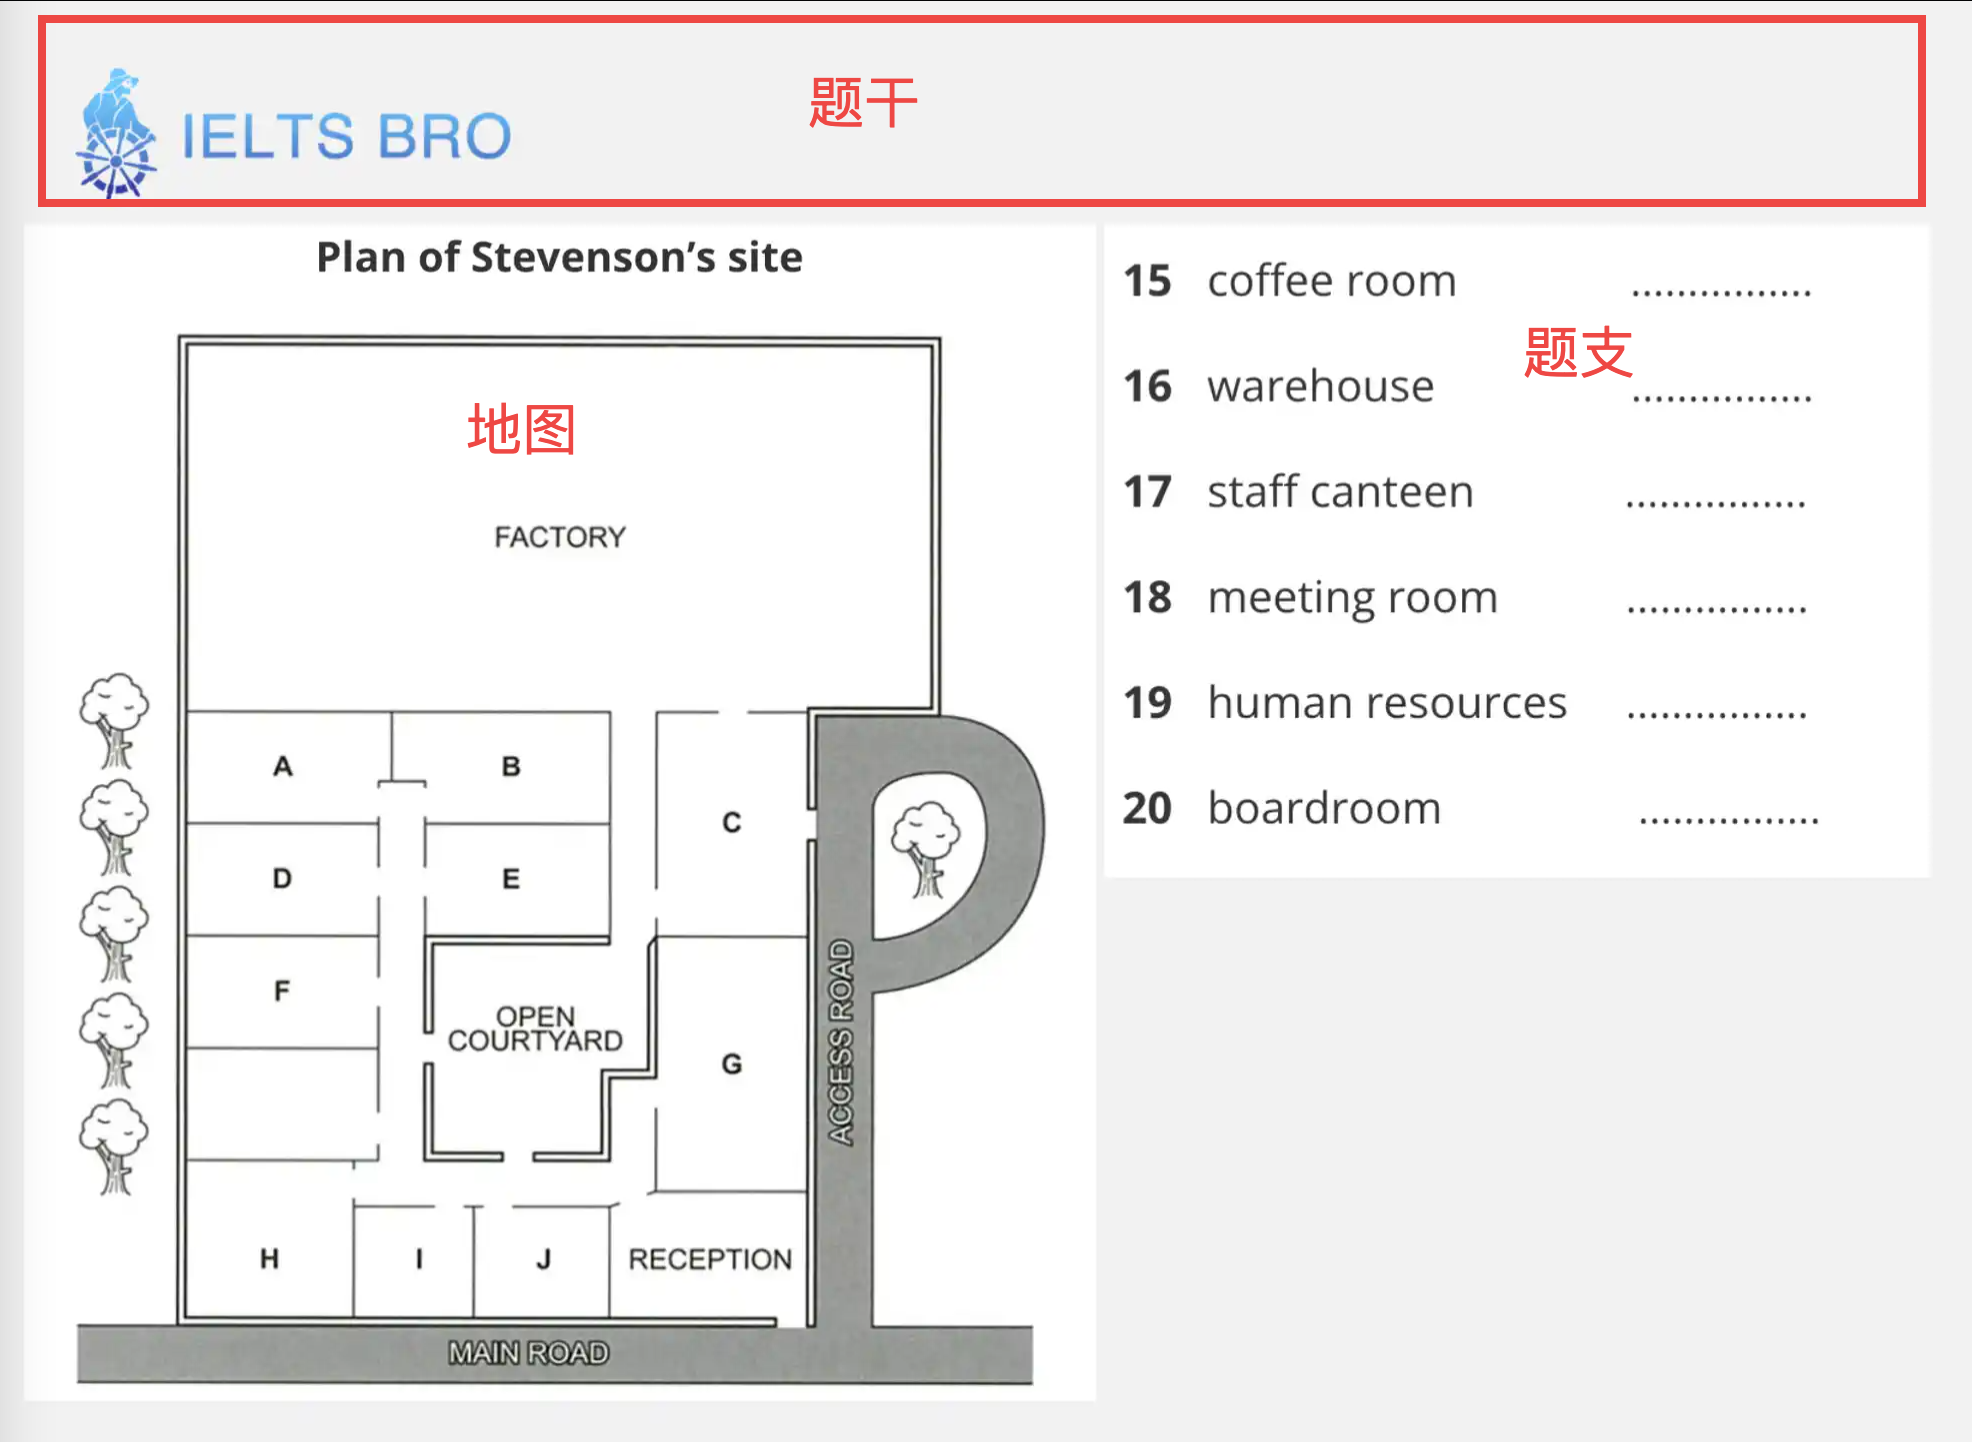 IELTS BRO
题干
Plan of Stevenson's site
地图
FACTORY
A
B
C
D
E
F
OPEN
COURTYARD
G
ACCESS ROAD
H
I
J
RECEPTION
MAIN ROAD
15 coffee room ................
题支
16 warehouse ................
17 staff canteen ................
18 meeting room ................
19 human resources ................
20 boardroom ................